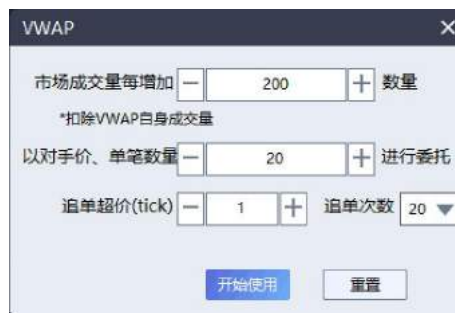 VWAP
市场成交量每增加 200 数量
*扣除VWAP自身成交量
以对手价、单笔数量 20 进行委托
追单超价(tick) 1 追单次数 20
开始使用 重置